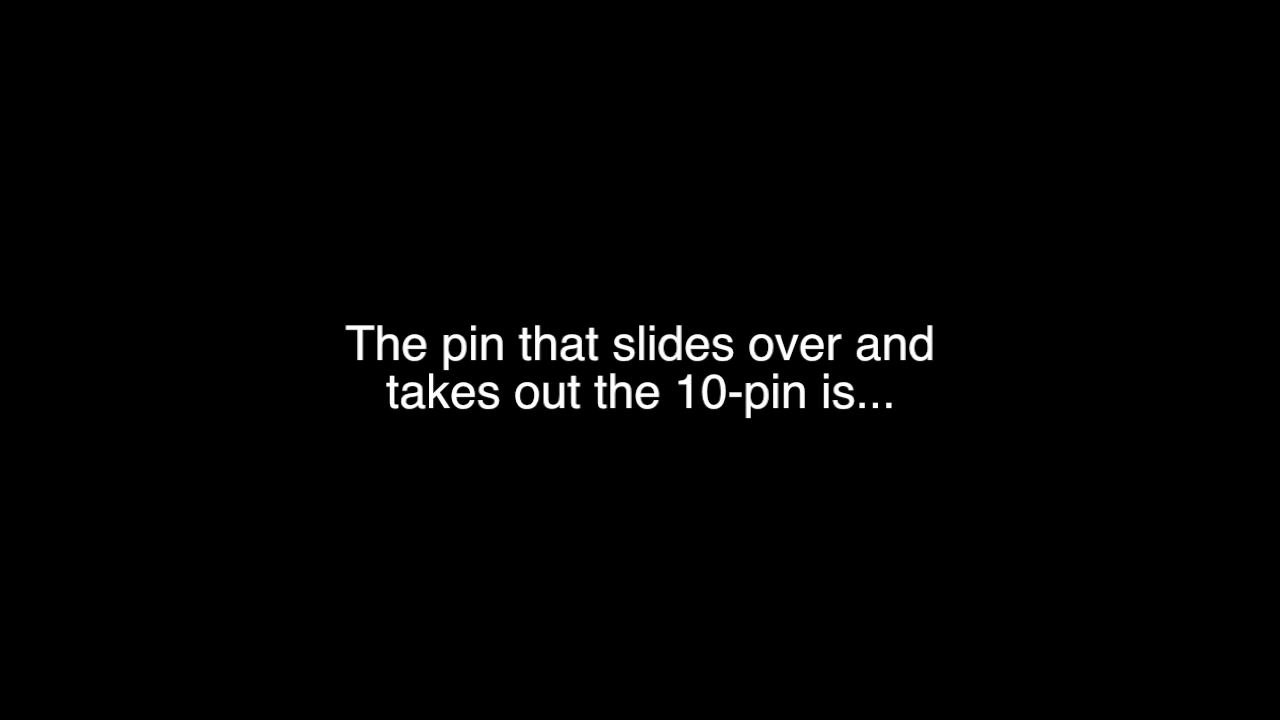 The pin that slides over and
takes out the 10-pin is...